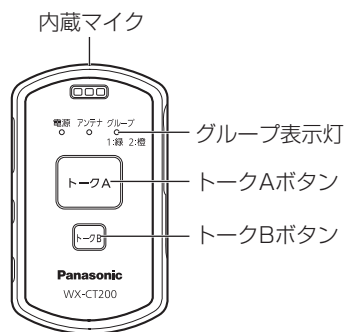 内蔵マイク
電源 アンテナ グループ
1:緑 2:橙
グループ表示灯
トークA
トークAボタン
トークB
トークBボタン
Panasonic
WX-CT200